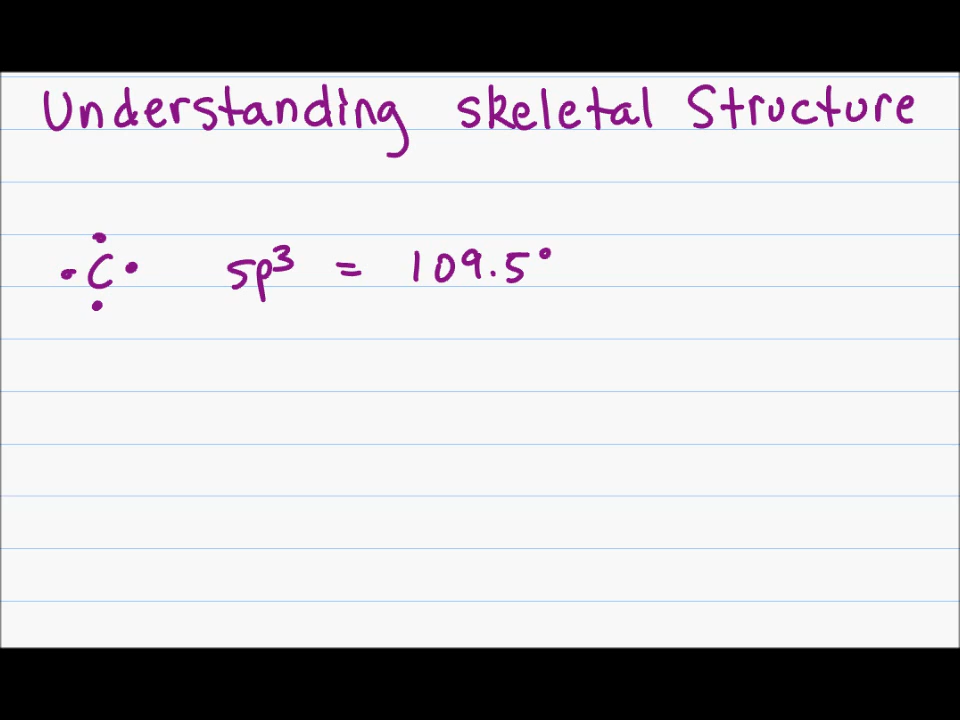 Understanding skeletal Structure
·C· sp³ = 109.5°